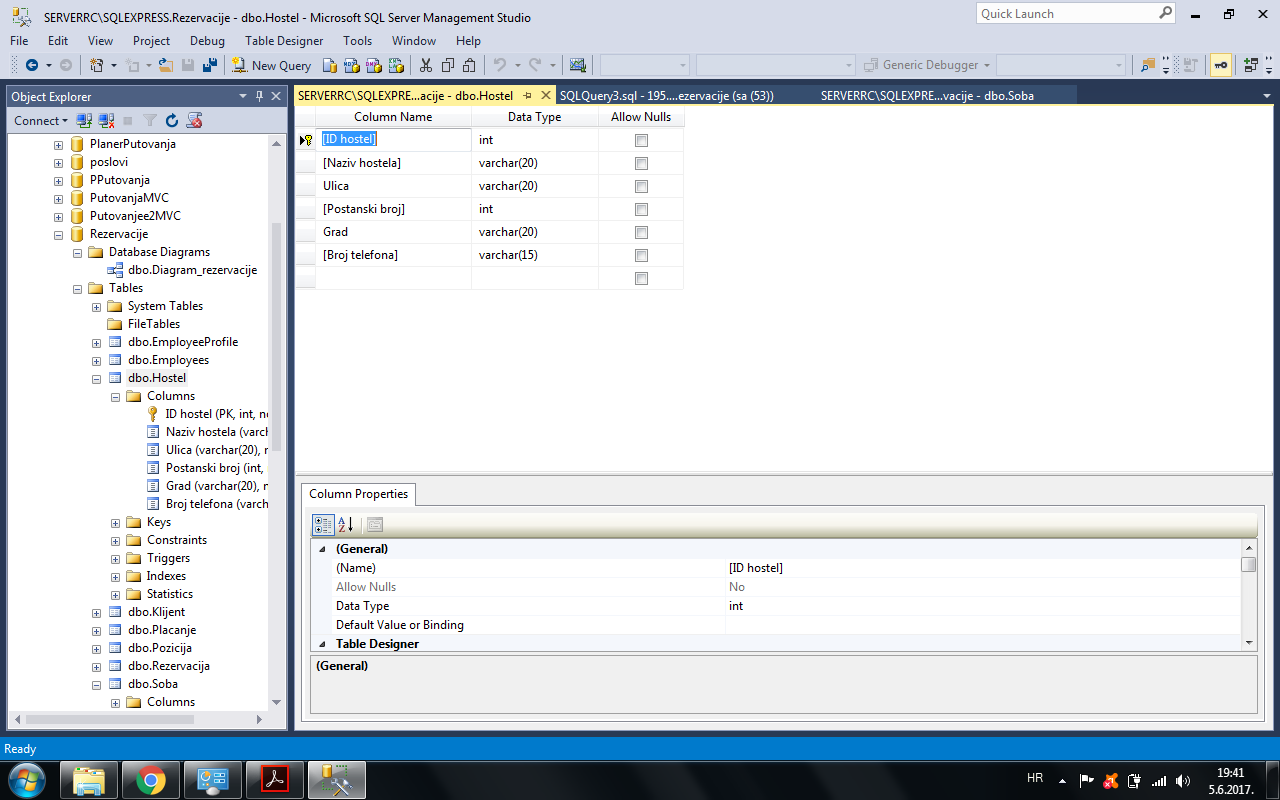 SERVERRC\SQLEXPRESS.Rezervacije - dbo.Hostel - Microsoft SQL Server Management Studio
Quick Launch
File Edit View Project Debug Table Designer Tools Window Help
New Query
Generic Debugger
Object Explorer
Connect
PlanerPutovanja
poslovi
PPutovanja
PutovanjaMVC
Putovanjee2MVC
Rezervacije
Database Diagrams
dbo.Diagram_rezervacije
Tables
System Tables
FileTables
dbo.EmployeeProfile
dbo.Employees
dbo.Hostel
Columns
ID hostel (PK, int, no
Naziv hostela (varch
Ulica (varchar(20), n
Postanski broj (int,
Grad (varchar(20), n
Broj telefona (varch
Keys
Constraints
Triggers
Indexes
Statistics
dbo.Klijent
dbo.Placanje
dbo.Pozicija
dbo.Rezervacija
dbo.Soba
Columns
SERVERRC\SQLEXPRE...acije - dbo.Hostel
SQLQuery3.sql - 195....ezervacije (sa (53))
SERVERRC\SQLEXPRE...vacije - dbo.Soba
Column Name Data Type Allow Nulls
[ID hostel] int
[Naziv hostela] varchar(20)
Ulica varchar(20)
[Postanski broj] int
Grad varchar(20)
[Broj telefona] varchar(15)
Column Properties
(General)
(Name) [ID hostel]
Allow Nulls No
Data Type int
Default Value or Binding
Table Designer
(General)
Ready
HR
19:41
5.6.2017.